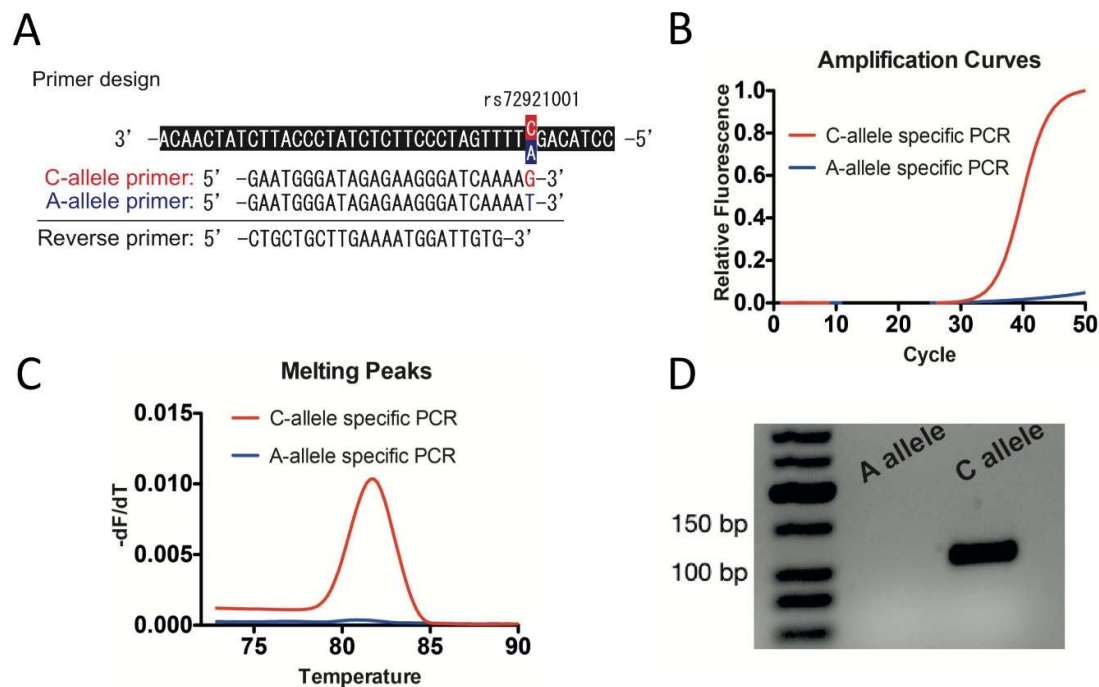 A
Primer design
rs72921001
3' -ACAACTATCTTACCCTATCTCTTCCCTAGTTTT C GACATCC -5'
A
C-allele primer: 5' -GAATGGGATAGAGAAGGGATCAAAAG-3'
A-allele primer: 5' -GAATGGGATAGAGAAGGGATCAAAAT-3'
Reverse primer: 5' -CTGCTGCTTGAAAATGGATTGTG-3'
B
Amplification Curves
Relative Fluorescence
1.0
0.8
0.6
0.4
0.2
0.0
C-allele specific PCR
A-allele specific PCR
0 10 20 30 40 50
Cycle
C
Melting Peaks
-dF/dT
0.015
0.010
0.005
0.000
C-allele specific PCR
A-allele specific PCR
75 80 85 90
Temperature
D
A allele
C allele
150 bp
100 bp